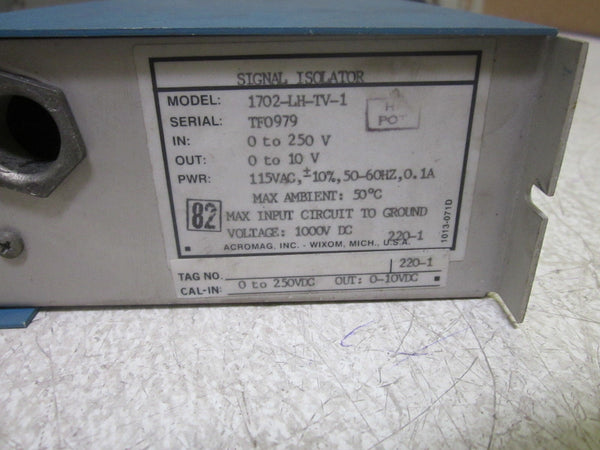 SIGNAL ISOLATOR
MODEL: 1702-LH-TV-1
SERIAL: TF0979
HI
POT
IN: 0 to 250 V
OUT: 0 to 10 V
PWR: 115VAC, ±10%, 50-60HZ, 0.1A
MAX AMBIENT: 50°C
82 MAX INPUT CIRCUIT TO GROUND
VOLTAGE: 1000V DC 220-1
ACROMAG, INC. - WIXOM, MICH., U.S.A.
1013-071D
TAG NO. 220-1
CAL-IN: 0 to 250VDC OUT: 0-10VDC